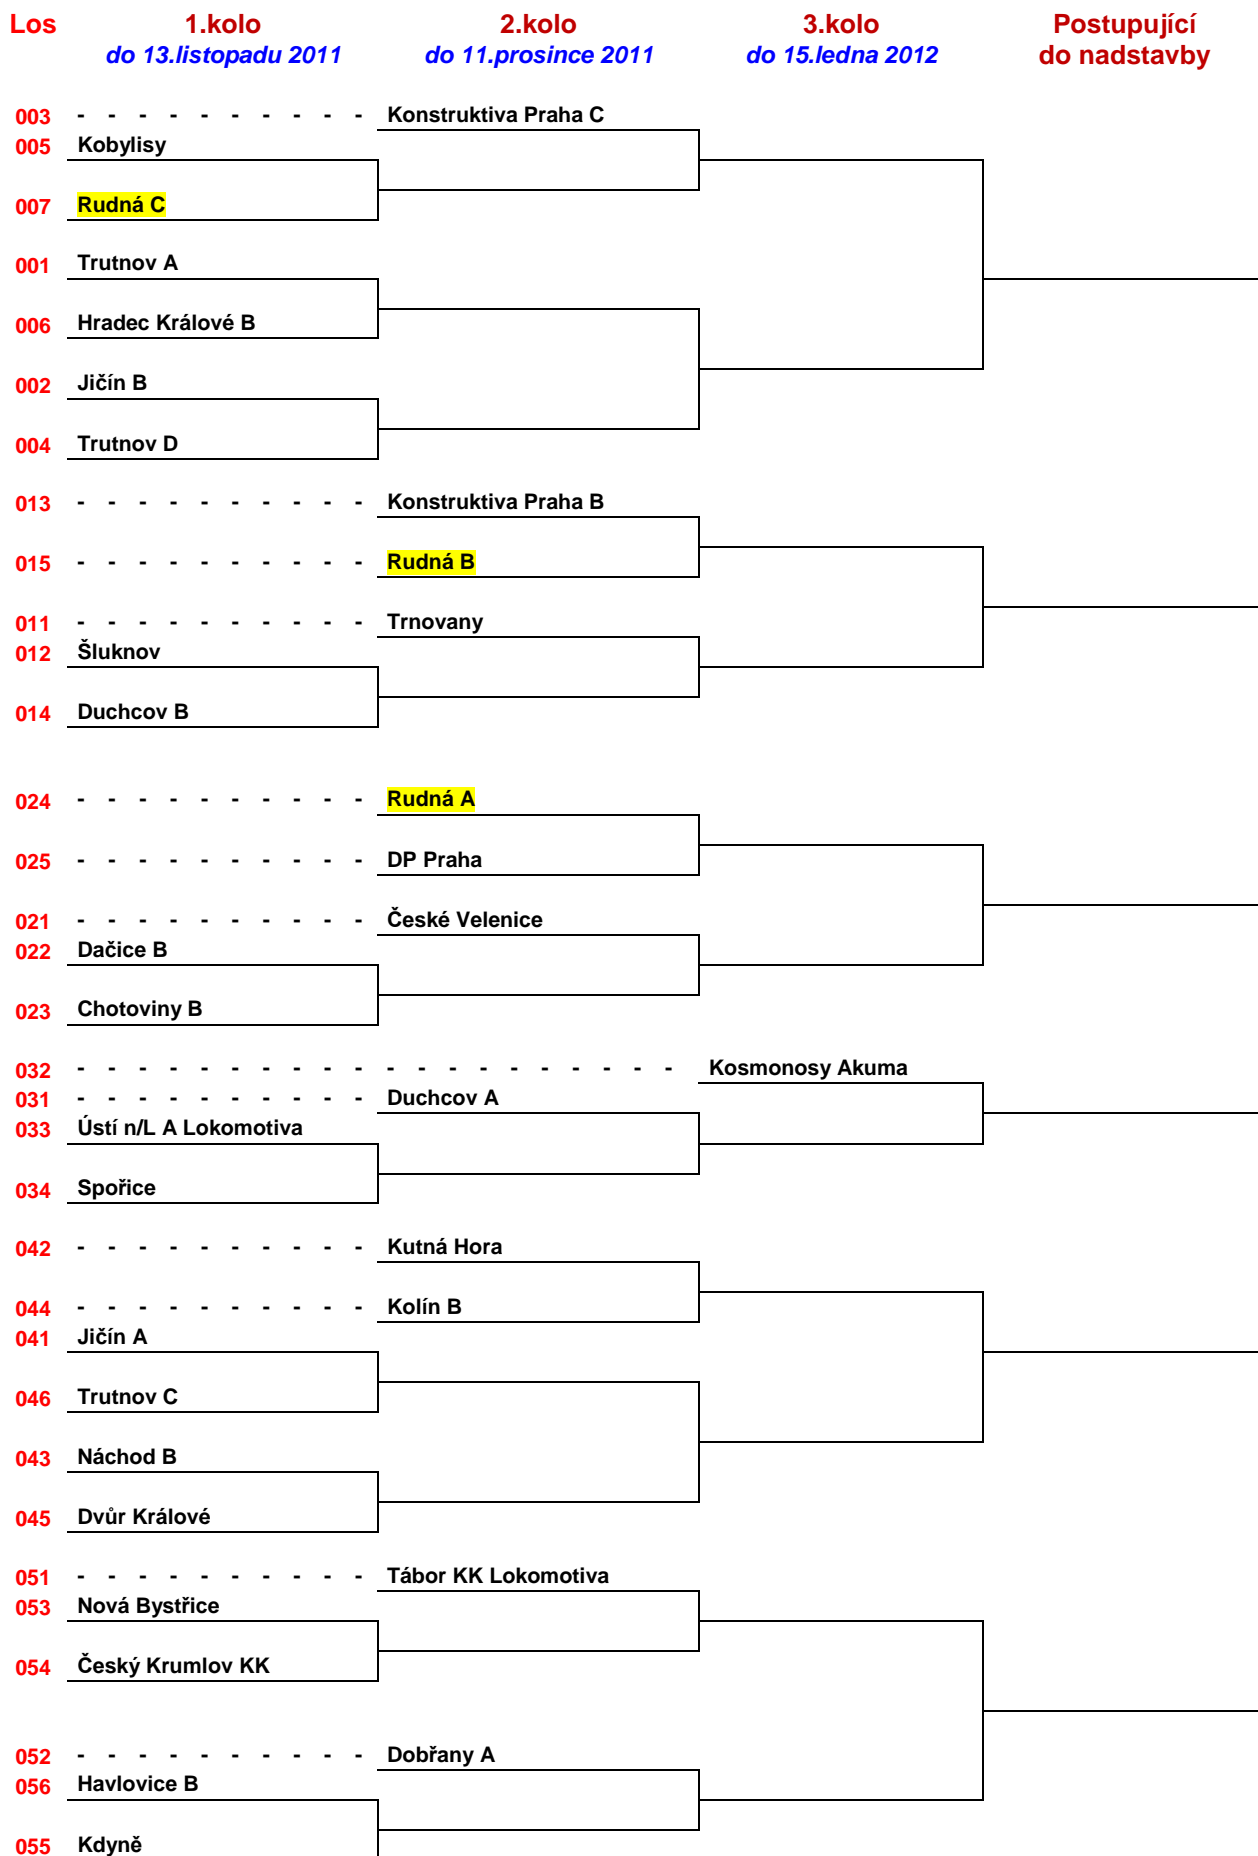 Los 1.kolo 2.kolo 3.kolo Postupující
do 13.listopadu 2011 do 11.prosince 2011 do 15.ledna 2012 do nadstavby
003 - - - - - - - - - - Konstruktiva Praha C
005 Kobylisy
007 Rudná C
001 Trutnov A
006 Hradec Králové B
002 Jičín B
004 Trutnov D
013 - - - - - - - - - - Konstruktiva Praha B
015 - - - - - - - - - - Rudná B
011 - - - - - - - - - - Trnovany
012 Šluknov
014 Duchcov B
024 - - - - - - - - - - Rudná A
025 - - - - - - - - - - DP Praha
021 - - - - - - - - - - České Velenice
022 Dačice B
023 Chotoviny B
032 - - - - - - - - - - - - - - - - - - - - Kosmonosy Akuma
031 - - - - - - - - - - Duchcov A
033 Ústí n/L A Lokomotiva
034 Spořice
042 - - - - - - - - - - Kutná Hora
044 - - - - - - - - - - Kolín B
041 Jičín A
046 Trutnov C
043 Náchod B
045 Dvůr Králové
051 - - - - - - - - - - Tábor KK Lokomotiva
053 Nová Bystřice
054 Český Krumlov KK
052 - - - - - - - - - - Dobřany A
056 Havlovice B
055 Kdyně